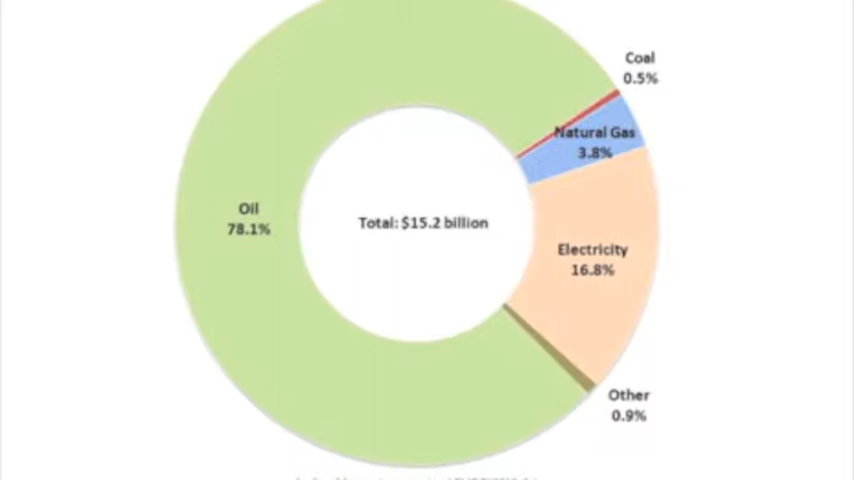 Coal
0.5%
Natural Gas
3.8%
Oil
78.1%
Total: $15.2 billion
Electricity
16.8%
Other
0.9%